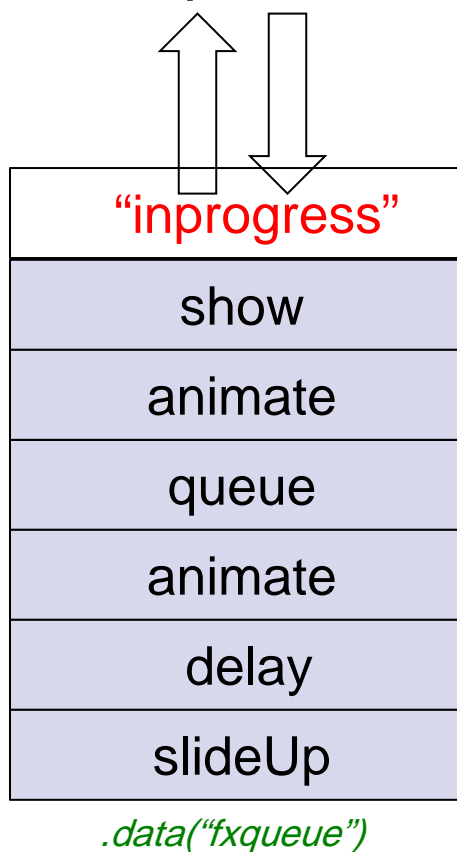 “inprogress”
show
animate
queue
animate
delay
slideUp
.data(“fxqueue”)